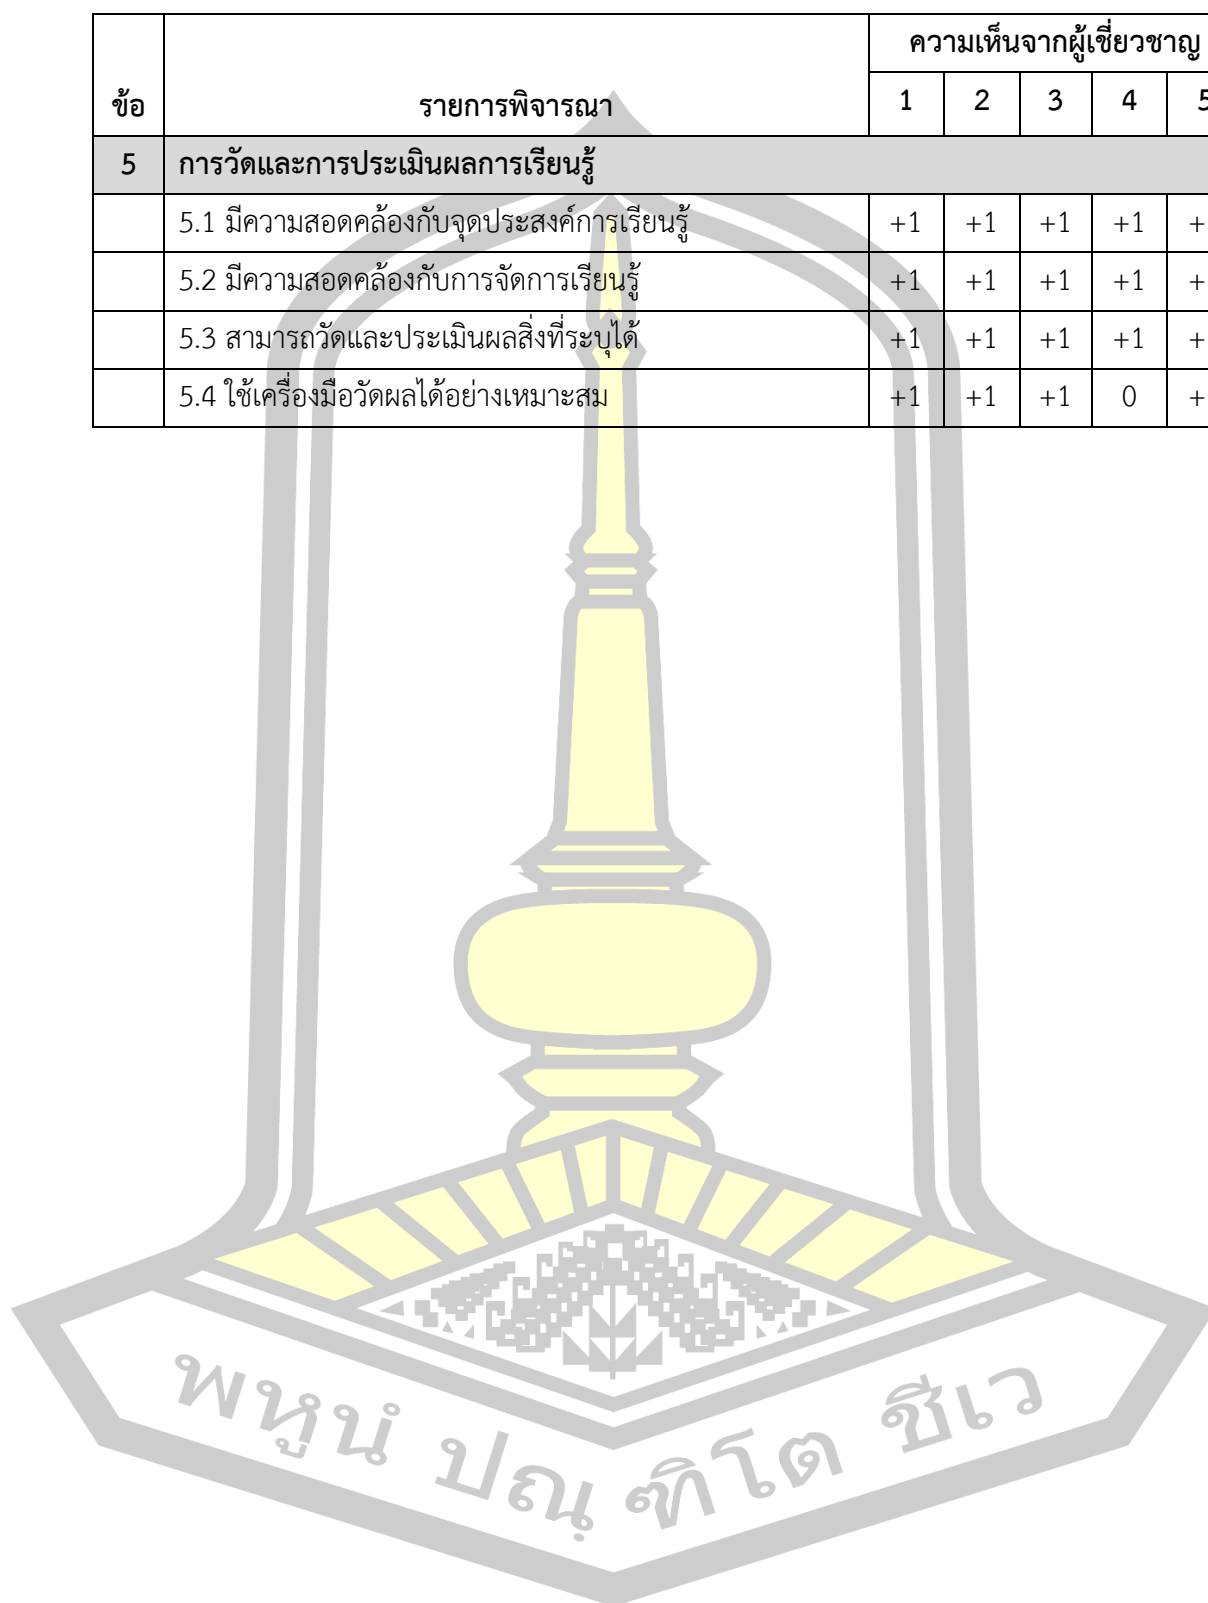 ความเห็นจากผู้เชี่ยวชาญ
ข้อ รายการพิจารณา 1 2 3 4 5
5 การวัดและการประเมินผลการเรียนรู้
5.1 มีความสอดคล้องกับจุดประสงค์การเรียนรู้ +1 +1 +1 +1 +
5.2 มีความสอดคล้องกับการจัดการเรียนรู้ +1 +1 +1 +1 +
5.3 สามารถวัดและประเมินผลสิ่งที่ระบุได้ +1 +1 +1 +1 +
5.4 ใช้เครื่องมือวัดผลได้อย่างเหมาะสม +1 +1 +1 0 +
พหูนํ ปณฺฑิโต ชีเว